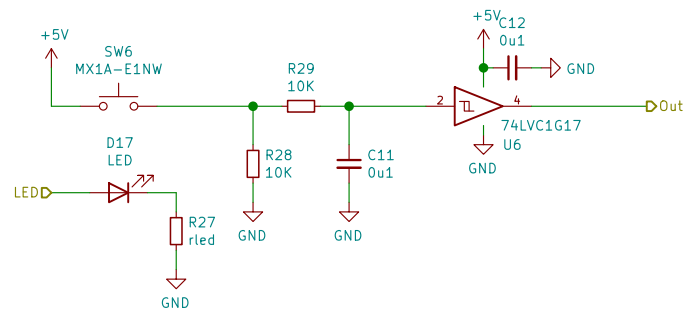 +5V
C12
0u1
+5V
SW6
MX1A-E1NW
R29
10K
GND
2
4
Out
74LVC1G17
U6
D17
LED
R28
10K
C11
0u1
GND
LED
R27
rled
GND
GND
GND